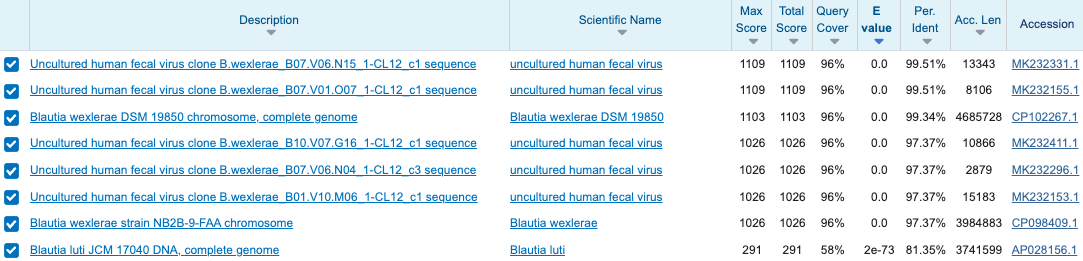 Description Scientific Name Max Score Total Score Query Cover E value Per. Ident Acc. Len Accession
Uncultured human fecal virus clone B.wexlerae_B07.V06.N15_1-CL12_c1 sequence uncultured human fecal virus 1109 1109 96% 0.0 99.51% 13343 MK232331.1
Uncultured human fecal virus clone B.wexlerae_B07.V01.O07_1-CL12_c1 sequence uncultured human fecal virus 1109 1109 96% 0.0 99.51% 8106 MK232155.1
Blautia wexlerae DSM 19850 chromosome, complete genome Blautia wexlerae DSM 19850 1103 1103 96% 0.0 99.34% 4685728 CP102267.1
Uncultured human fecal virus clone B.wexlerae_B10.V07.G16_1-CL12_c1 sequence uncultured human fecal virus 1026 1026 96% 0.0 97.37% 10866 MK232411.1
Uncultured human fecal virus clone B.wexlerae_B07.V06.N04_1-CL12_c3 sequence uncultured human fecal virus 1026 1026 96% 0.0 97.37% 2879 MK232296.1
Uncultured human fecal virus clone B.wexlerae_B01.V10.M06_1-CL12_c1 sequence uncultured human fecal virus 1026 1026 96% 0.0 97.37% 15183 MK232153.1
Blautia wexlerae strain NB2B-9-FAA chromosome Blautia wexlerae 1026 1026 96% 0.0 97.37% 3984883 CP098409.1
Blautia luti JCM 17040 DNA, complete genome Blautia luti 291 291 58% 2e-73 81.35% 3741599 AP028156.1